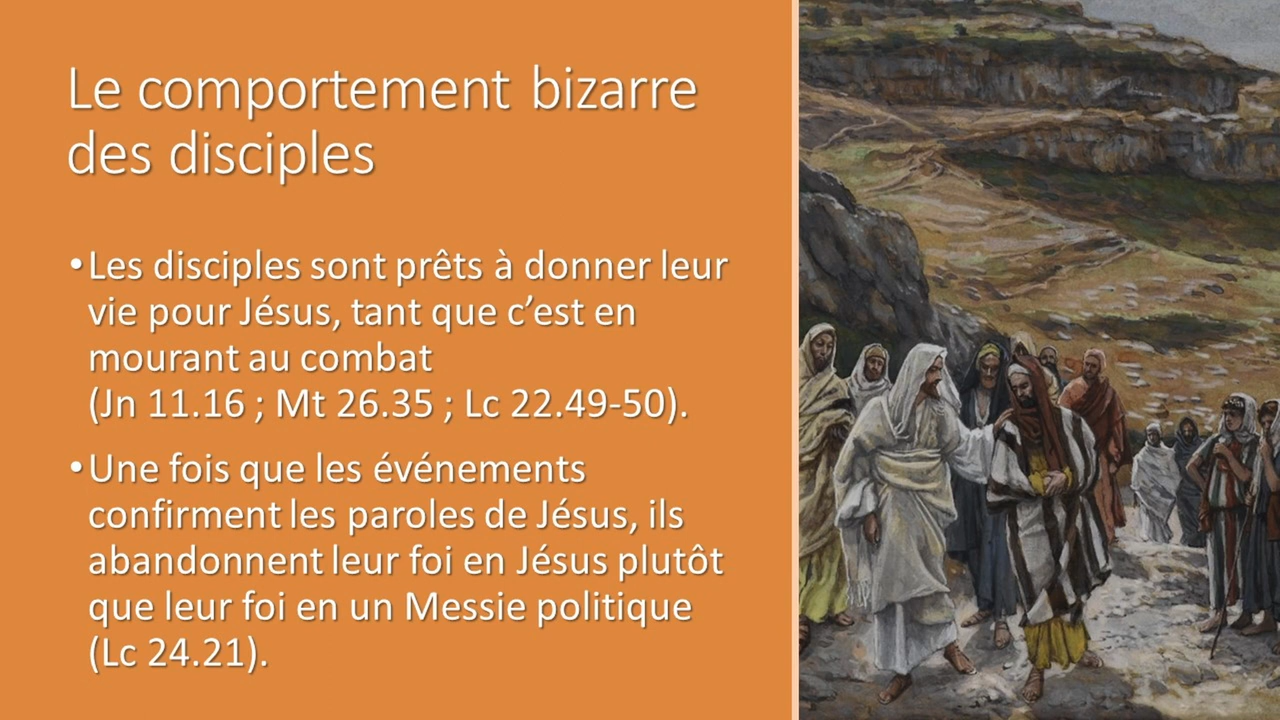 Le comportement bizarre
des disciples
•Les disciples sont prêts à donner leur
vie pour Jésus, tant que c’est en
mourant au combat
(Jn 11.16 ; Mt 26.35 ; Lc 22.49-50).
•Une fois que les événements
confirment les paroles de Jésus, ils
abandonnent leur foi en Jésus plutôt
que leur foi en un Messie politique
(Lc 24.21).